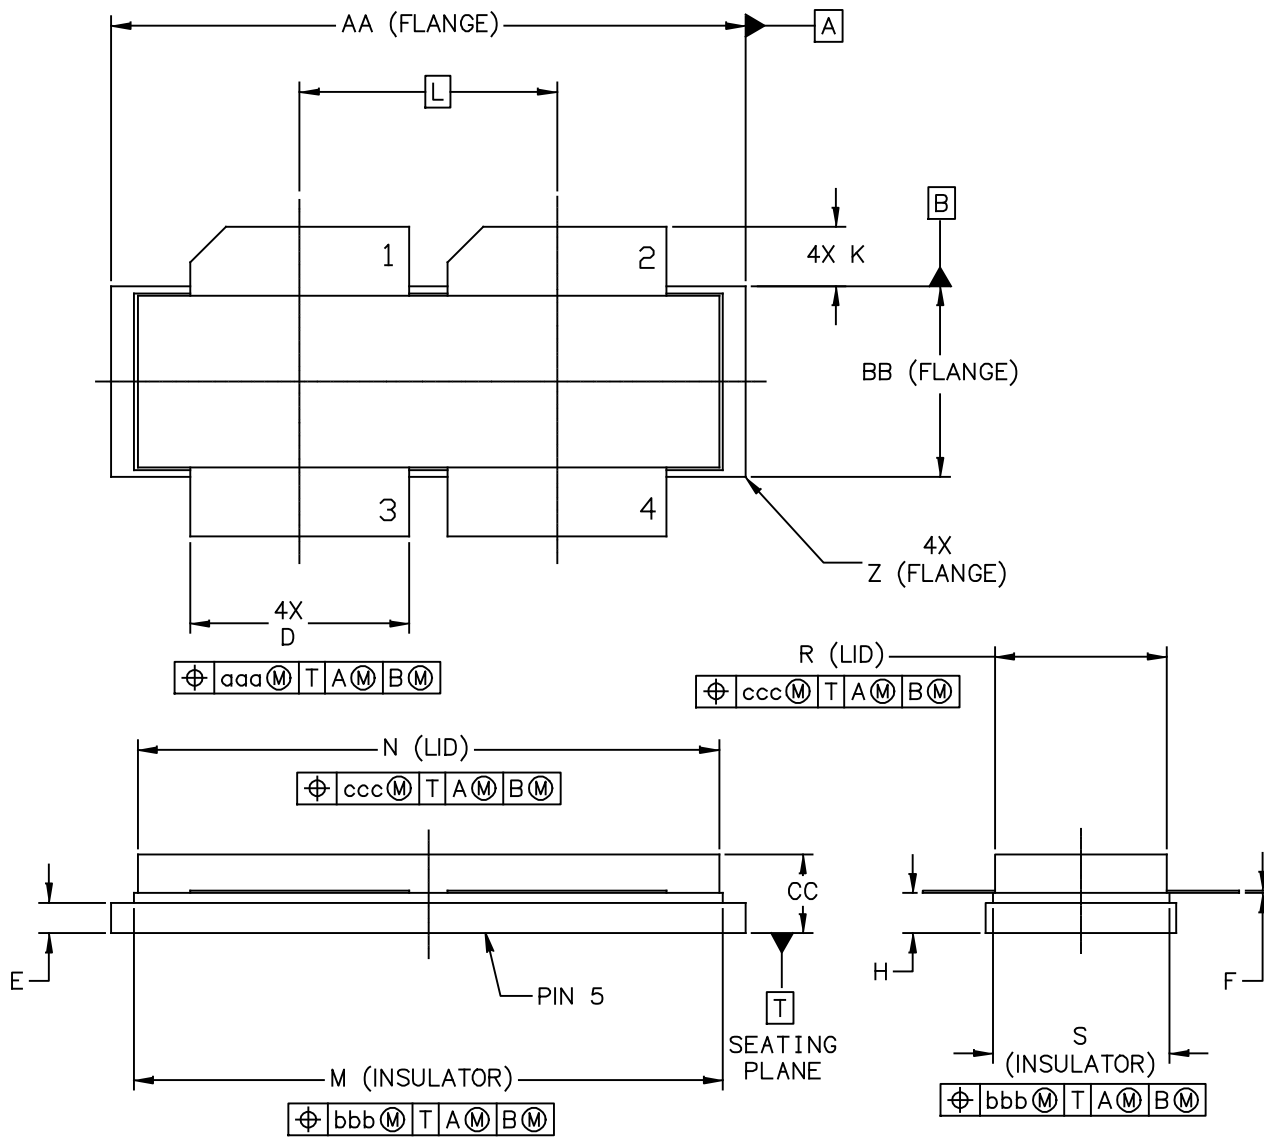 AA (FLANGE)
A
L
B
1
2
4X K
BB (FLANGE)
3
4
4X
Z (FLANGE)
4X
D
⌖ aaaⓂ T AⓂ BⓂ
R (LID)
⌖ cccⓂ T AⓂ BⓂ
N (LID)
⌖ cccⓂ T AⓂ BⓂ
CC
E
H
F
PIN 5
T
SEATING
PLANE
S
(INSULATOR)
M (INSULATOR)
⌖ bbbⓂ T AⓂ BⓂ
⌖ bbbⓂ T AⓂ BⓂ